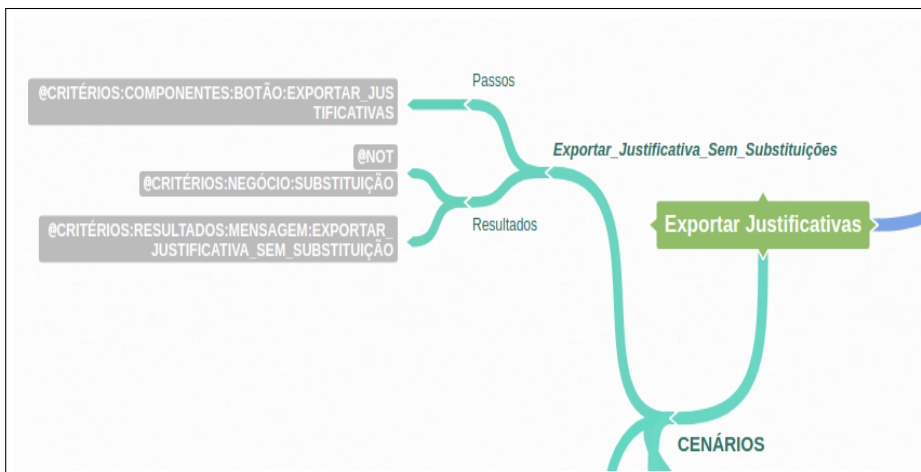 Passos
@CRITÉRIOS:COMPONENTES:BOTÃO:EXPORTAR_JUS
TIFICATIVAS
@NOT
@CRITÉRIOS:NEGÓCIO:SUBSTITUIÇÃO
Resultados
@CRITÉRIOS:RESULTADOS:MENSAGEM:EXPORTAR_
JUSTIFICATIVA_SEM_SUBSTITUIÇÃO
Exportar_Justificativa_Sem_Substituições
Exportar Justificativas
CENÁRIOS